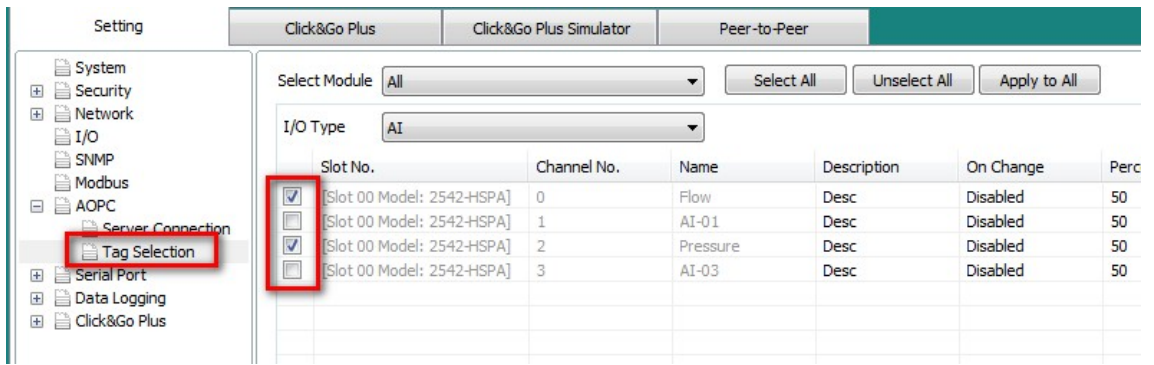 Setting Click&Go Plus Click&Go Plus Simulator Peer-to-Peer
System
Security
Network
I/O
SNMP
Modbus
AOPC
Server Connection
Tag Selection
Serial Port
Data Logging
Click&Go Plus
Select Module All Select All Unselect All Apply to All
I/O Type AI
Slot No. Channel No. Name Description On Change Perc
[Slot 00 Model: 2542-HSPA] 0 Flow Desc Disabled 50
[Slot 00 Model: 2542-HSPA] 1 AI-01 Desc Disabled 50
[Slot 00 Model: 2542-HSPA] 2 Pressure Desc Disabled 50
[Slot 00 Model: 2542-HSPA] 3 AI-03 Desc Disabled 50